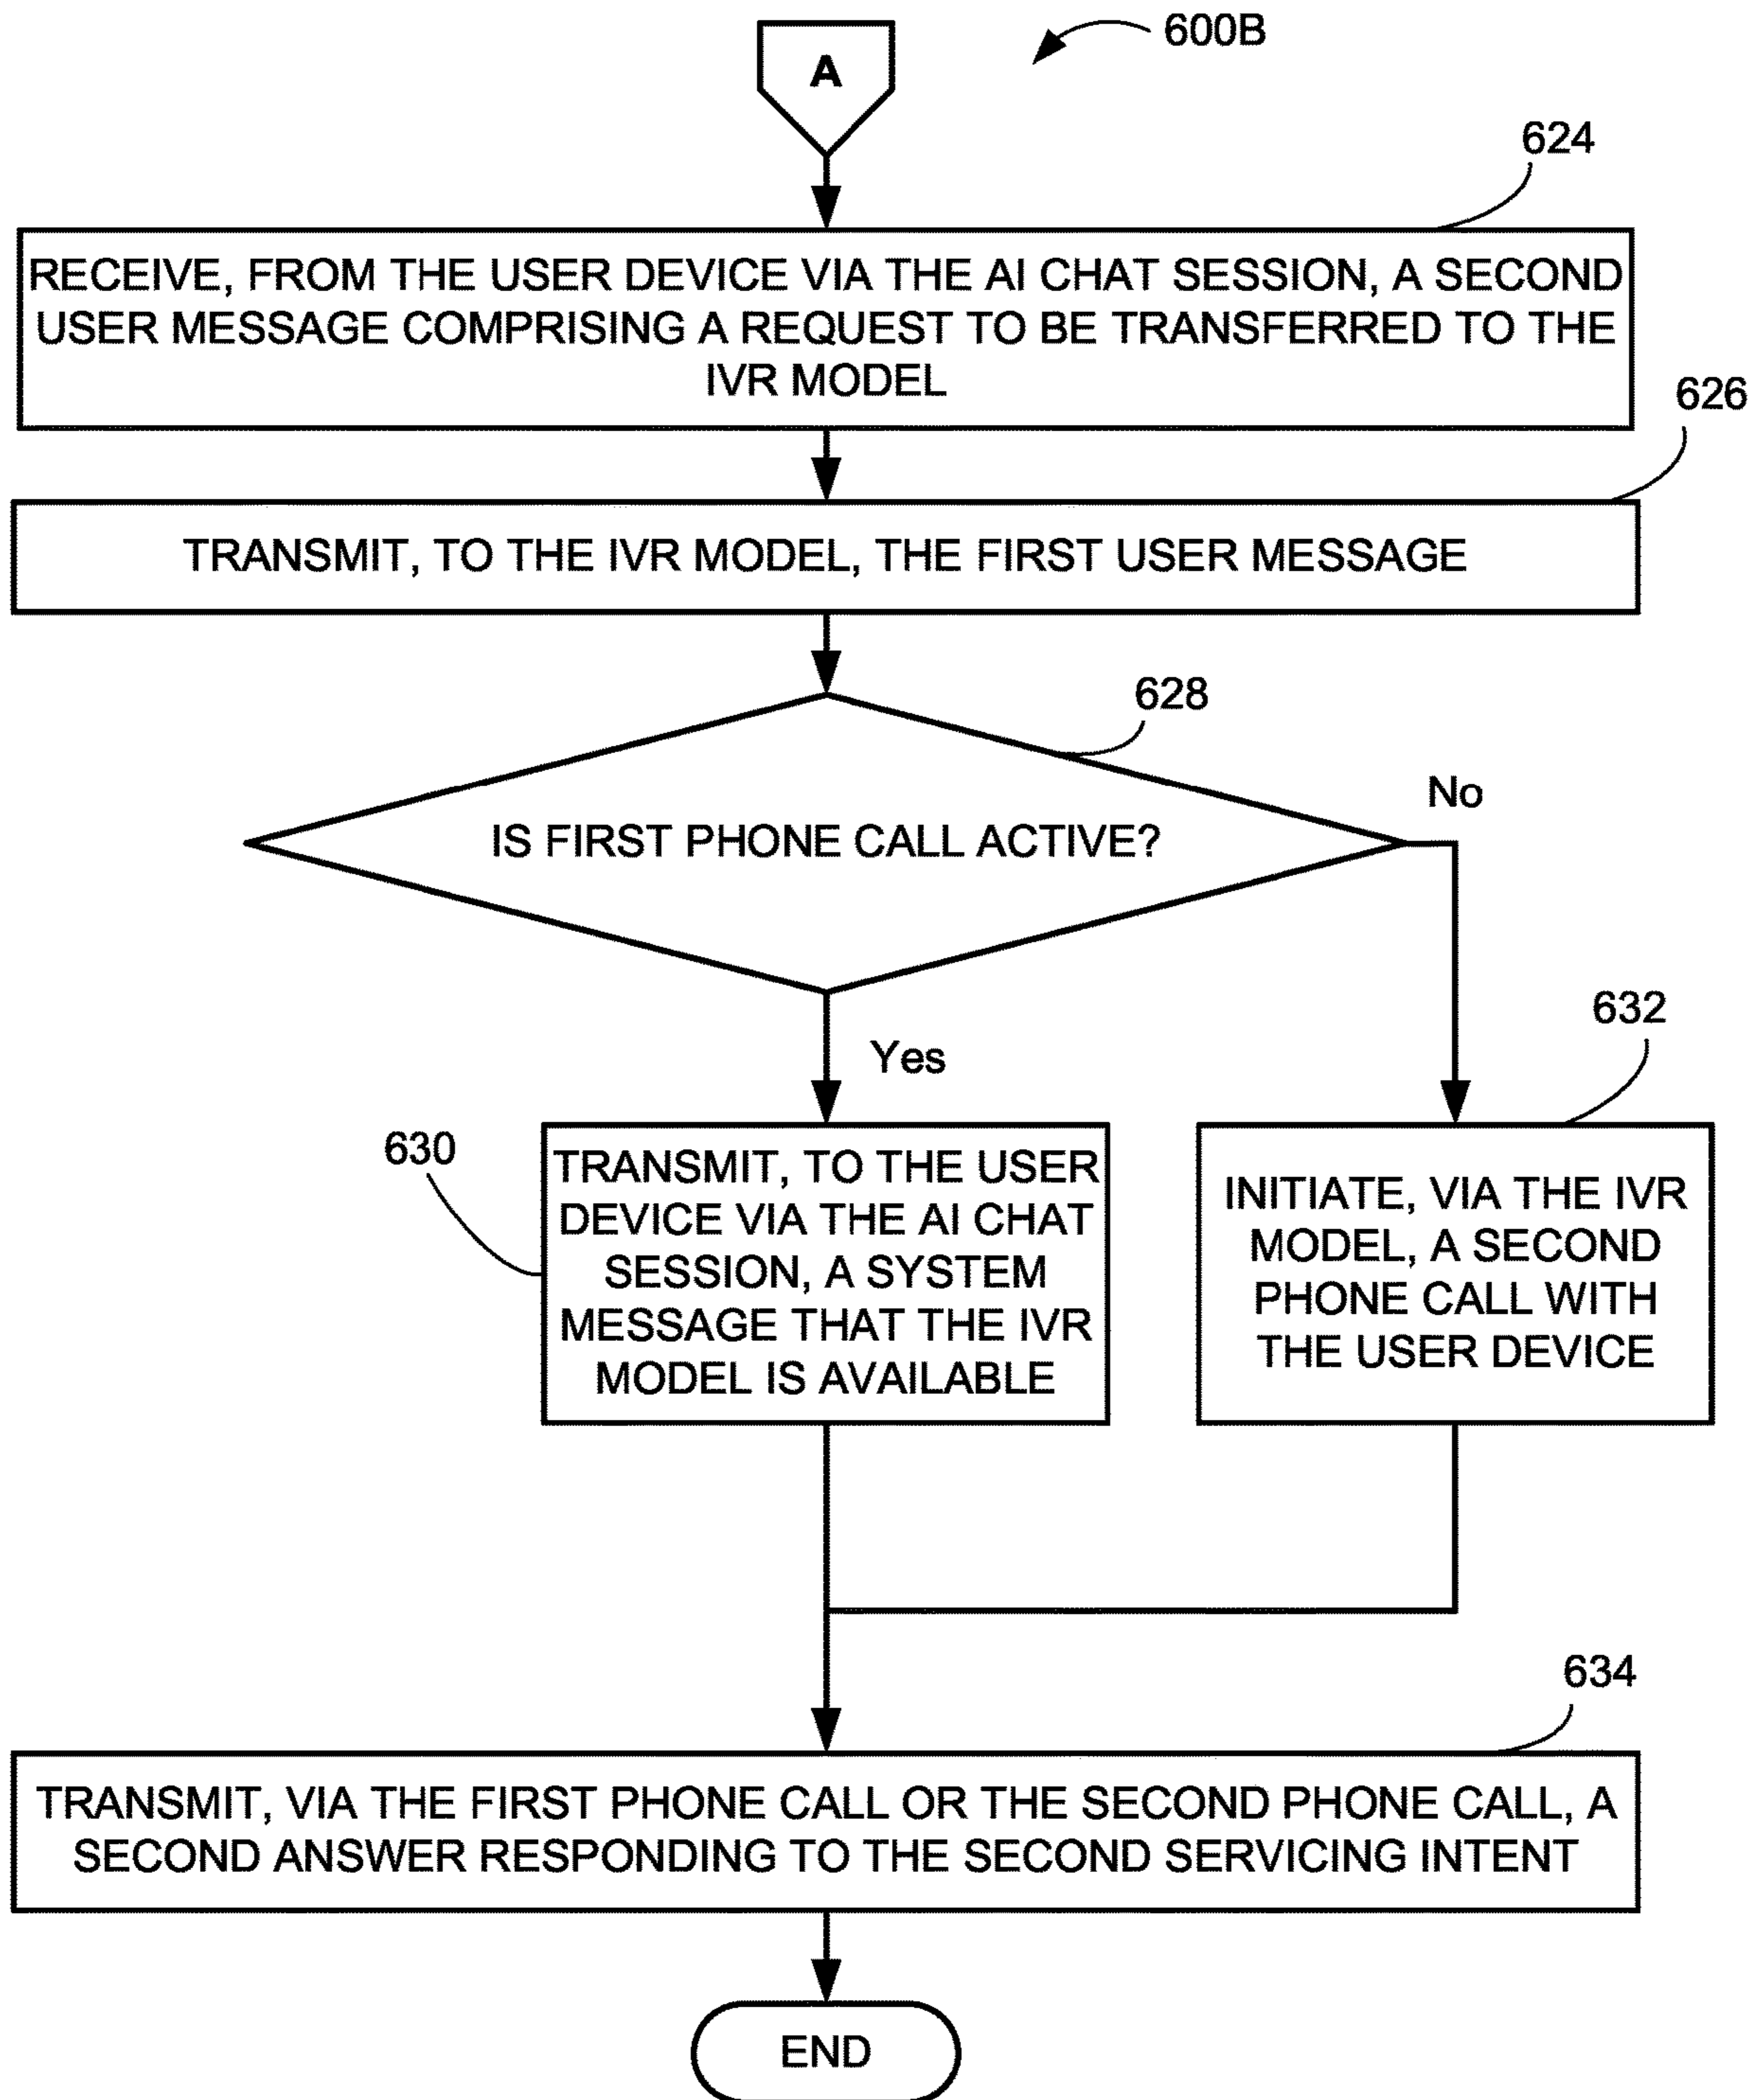 A
600B
624
RECEIVE, FROM THE USER DEVICE VIA THE AI CHAT SESSION, A SECOND
USER MESSAGE COMPRISING A REQUEST TO BE TRANSFERRED TO THE
IVR MODEL
626
TRANSMIT, TO THE IVR MODEL, THE FIRST USER MESSAGE
628
IS FIRST PHONE CALL ACTIVE?
No
Yes
630
TRANSMIT, TO THE USER
DEVICE VIA THE AI CHAT
SESSION, A SYSTEM
MESSAGE THAT THE IVR
MODEL IS AVAILABLE
632
INITIATE, VIA THE IVR
MODEL, A SECOND
PHONE CALL WITH
THE USER DEVICE
634
TRANSMIT, VIA THE FIRST PHONE CALL OR THE SECOND PHONE CALL, A
SECOND ANSWER RESPONDING TO THE SECOND SERVICING INTENT
END